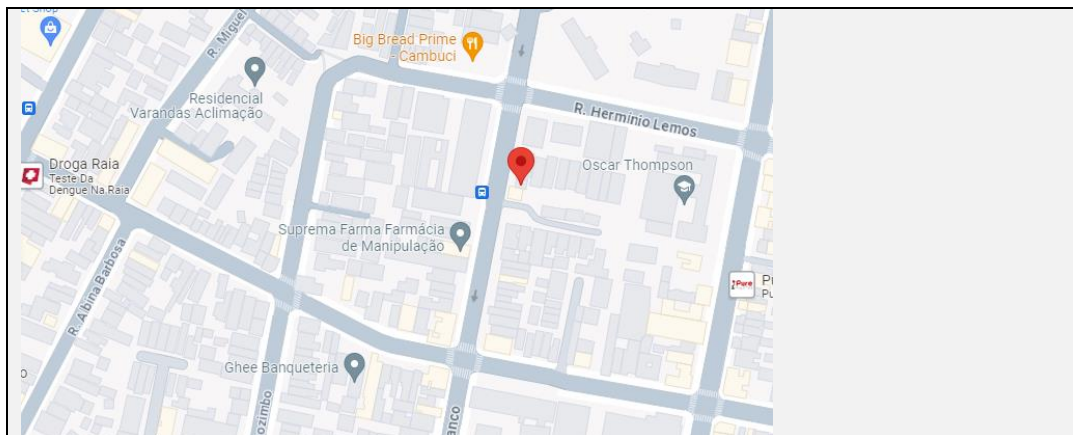 R. Miguel
Big Bread Prime
- Cambuci
Residencial
Varandas Aclimação
R. Hermínio Lemos
Droga Raia
Teste Da
Dengue Na Raia
Oscar Thompson
Suprema Farma Farmácia
de Manipulação
R. Albina Barbosa
Pure
Ghee Banqueteria
ozimbo
anco